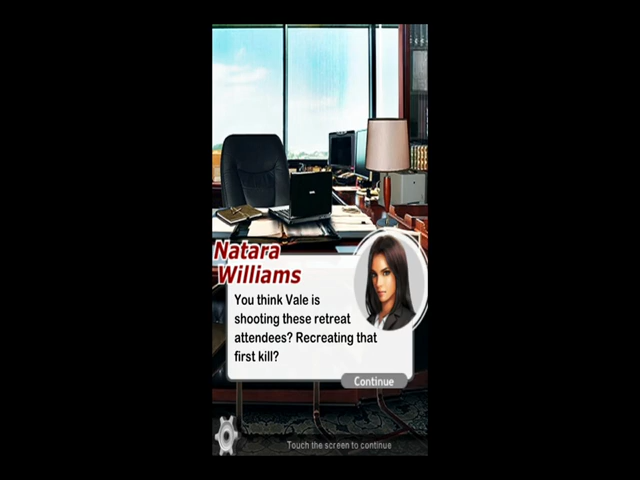 Natara
Williams
You think Vale is
shooting these retreat
attendees? Recreating that
first kill?
Continue
Touch the screen to continue